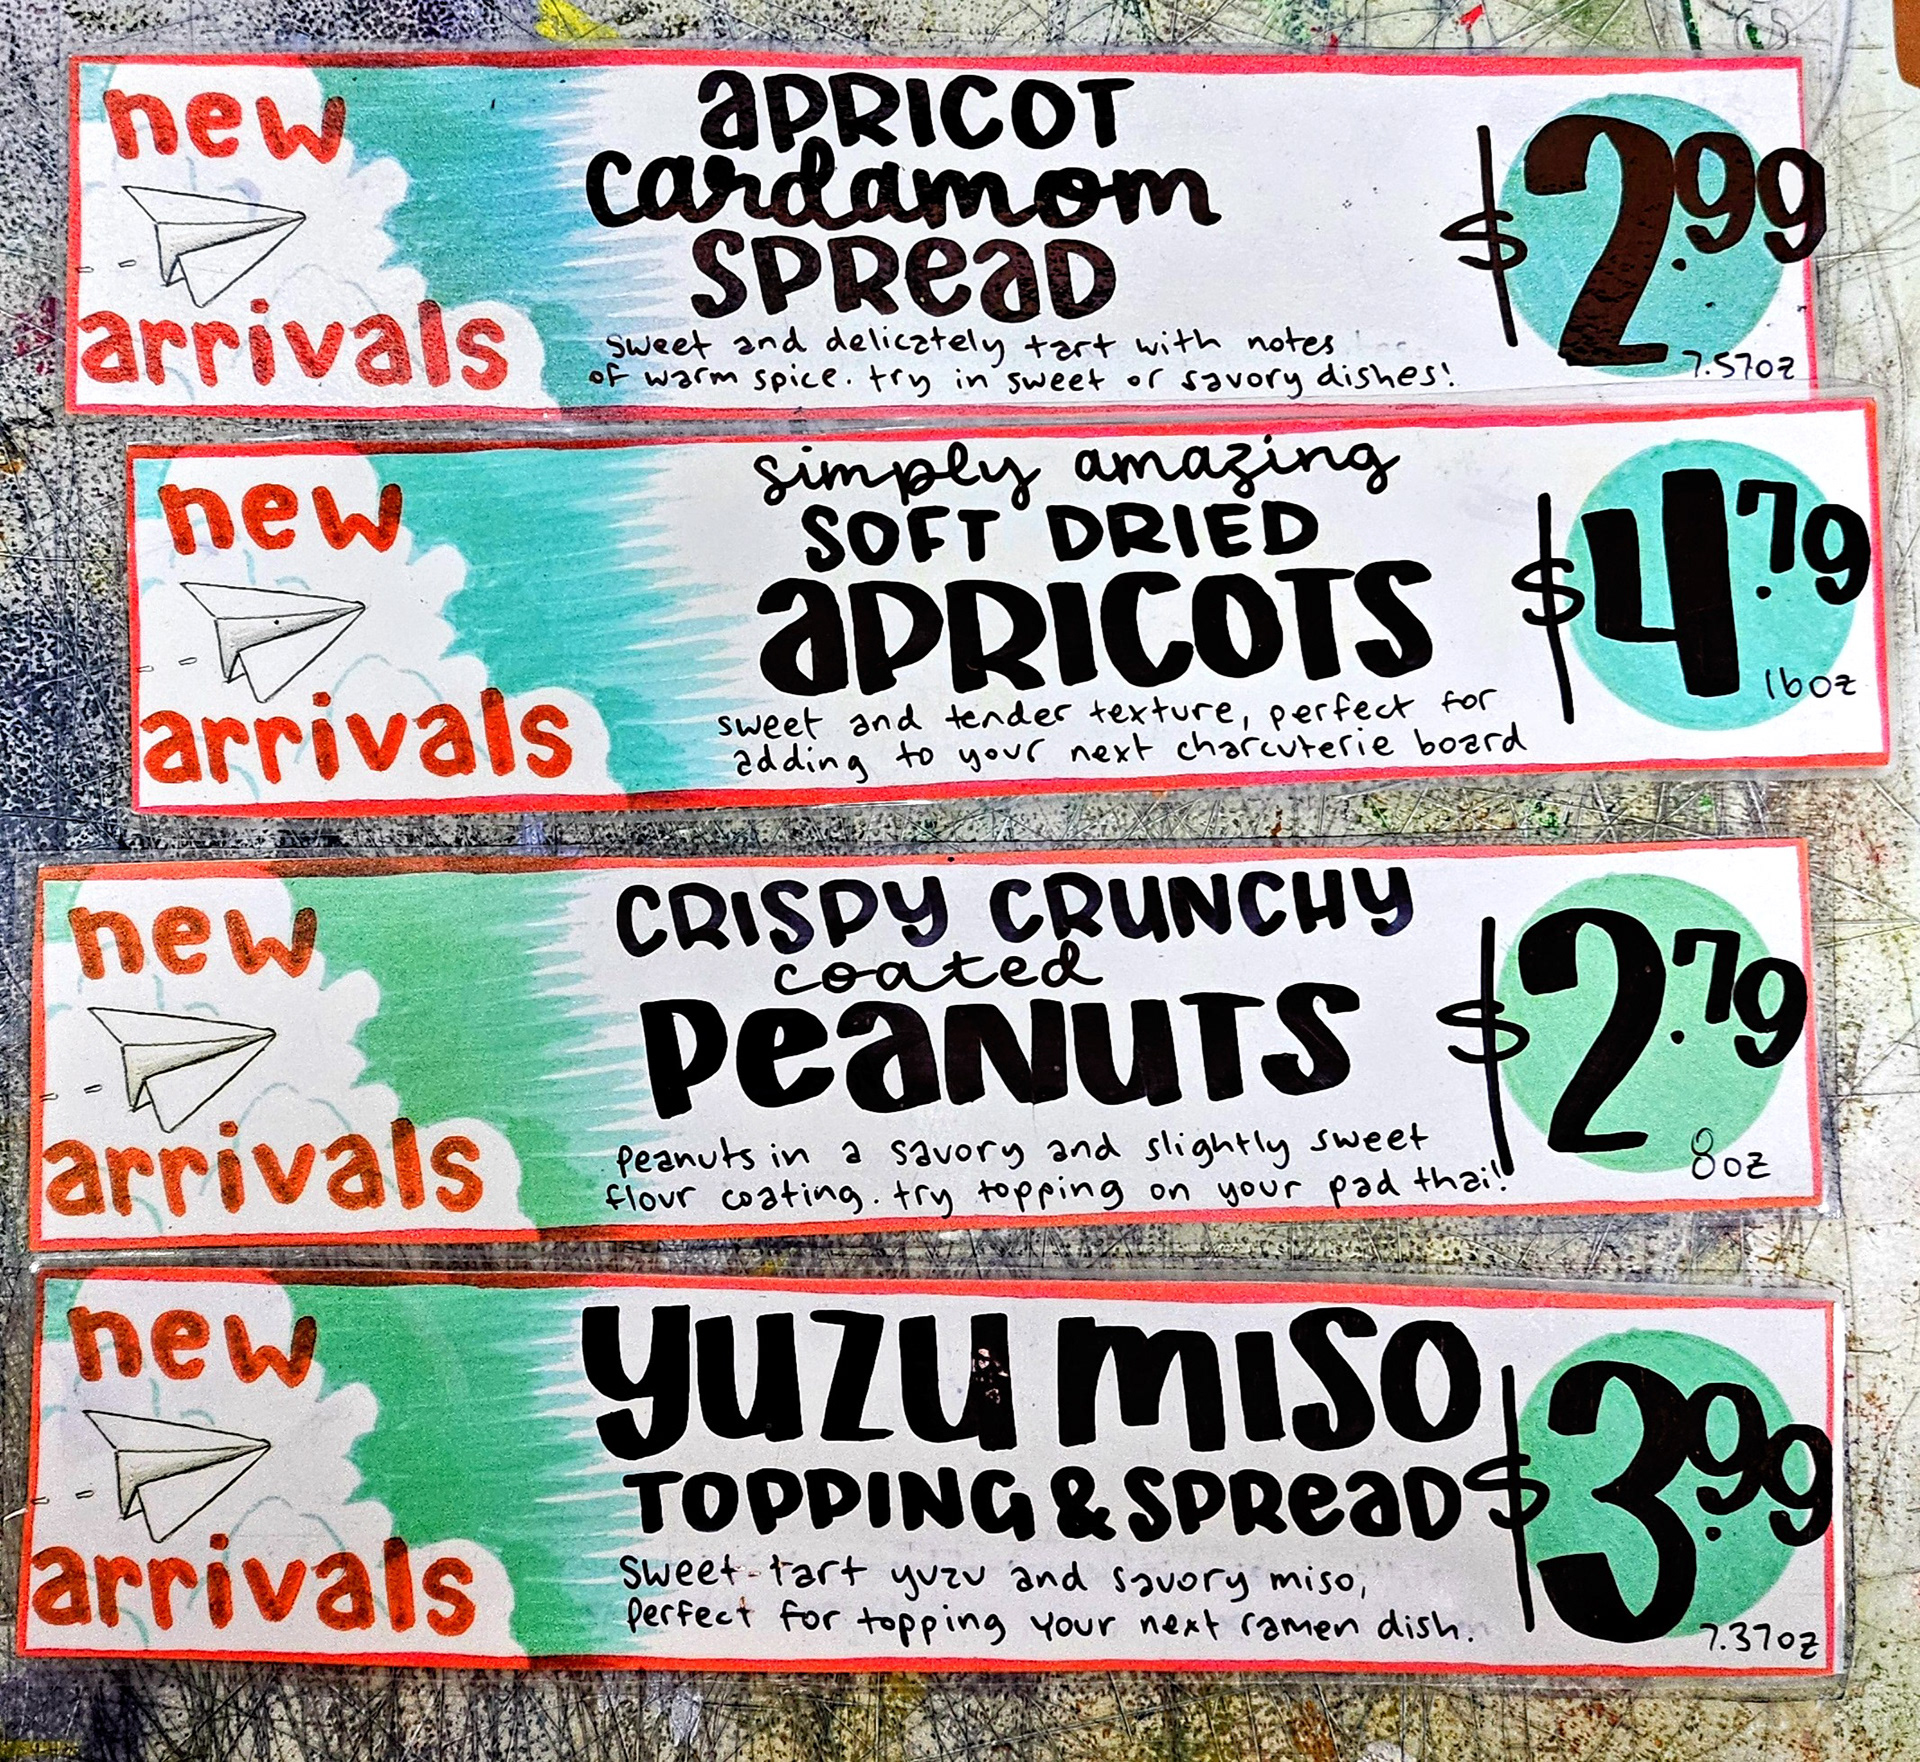 new
arrivals
APRICOT
cardamom
SPREAD
sweet and delicately tart with notes
of warm spice. try in sweet or savory dishes!
$2.99
7.57oz
new
arrivals
simply amazing
SOFT DRIED
APRICOTS
sweet and tender texture, perfect for
adding to your next charcuterie board
$4.79
16oz
new
arrivals
CRISPY CRUNCHY
coated
PEANUTS
peanuts in a savory and slightly sweet
flour coating. try topping on your pad thai!
$2.79
8oz
new
arrivals
YUZU MISO
TOPPING & SPREAD
sweet-tart yuzu and savory miso,
perfect for topping your next ramen dish.
$3.99
7.37oz